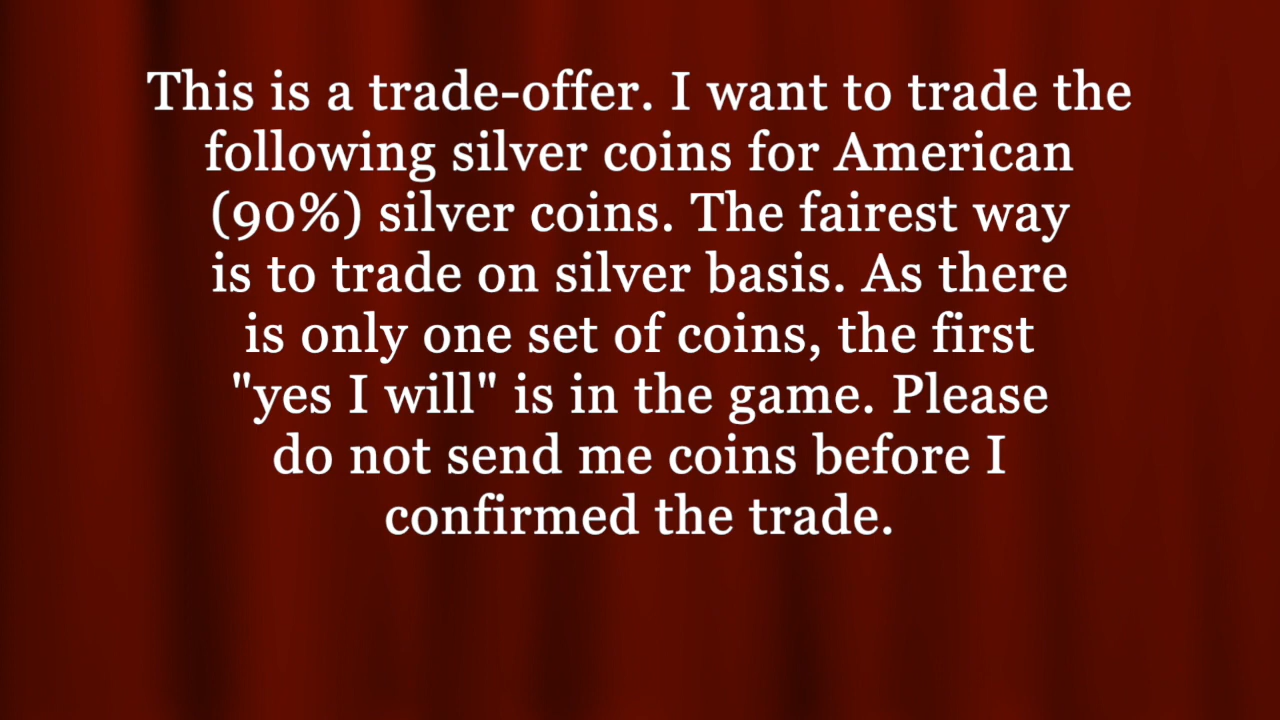 This is a trade-offer. I want to trade the
following silver coins for American
(90%) silver coins. The fairest way
is to trade on silver basis. As there
is only one set of coins, the first
"yes I will" is in the game. Please
do not send me coins before I
confirmed the trade.